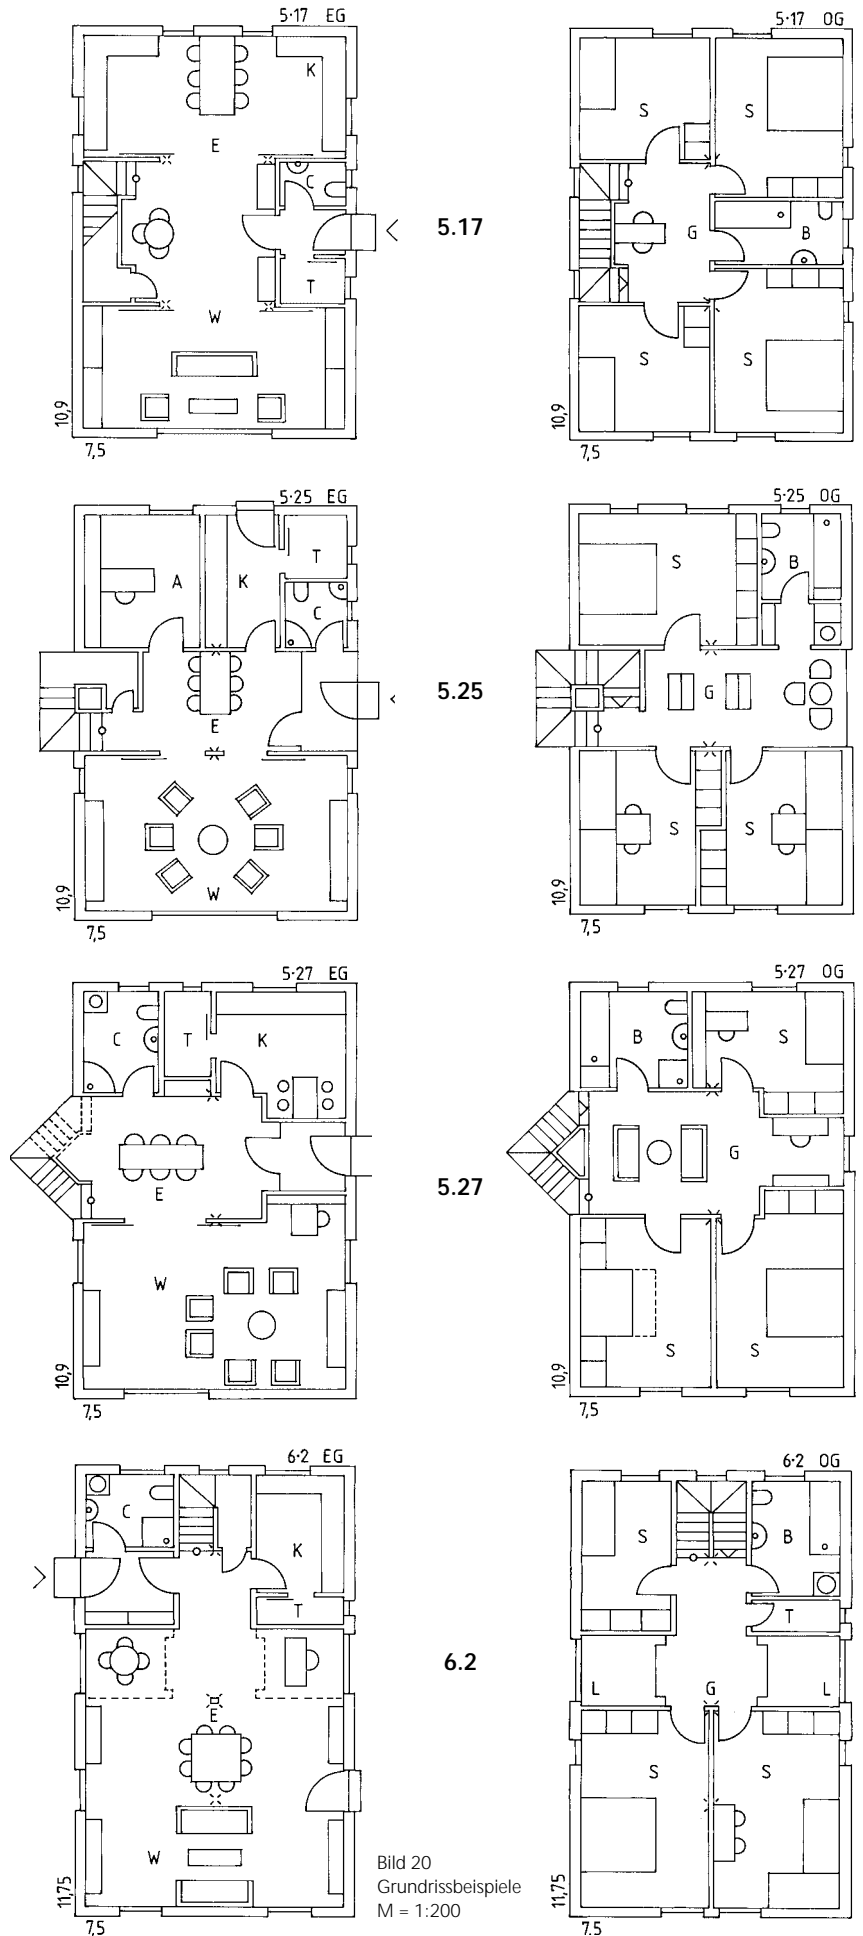 5·17 EG
K
E
C
T
W
10,9
7,5
5.17
5·17 OG
S
S
G
B
S
S
10,9
7,5
5·25 EG
A
K
T
C
E
W
10,9
7,5
5.25
5·25 OG
S
B
G
S
S
10,9
7,5
5·27 EG
C
T
K
E
W
10,9
7,5
5.27
5·27 OG
B
S
G
S
S
10,9
7,5
6·2 EG
C
K
T
E
W
11,75
7,5
6.2
6·2 OG
S
B
T
L
G
L
S
S
11,75
7,5
Bild 20
Grundrissbeispiele
M = 1:200